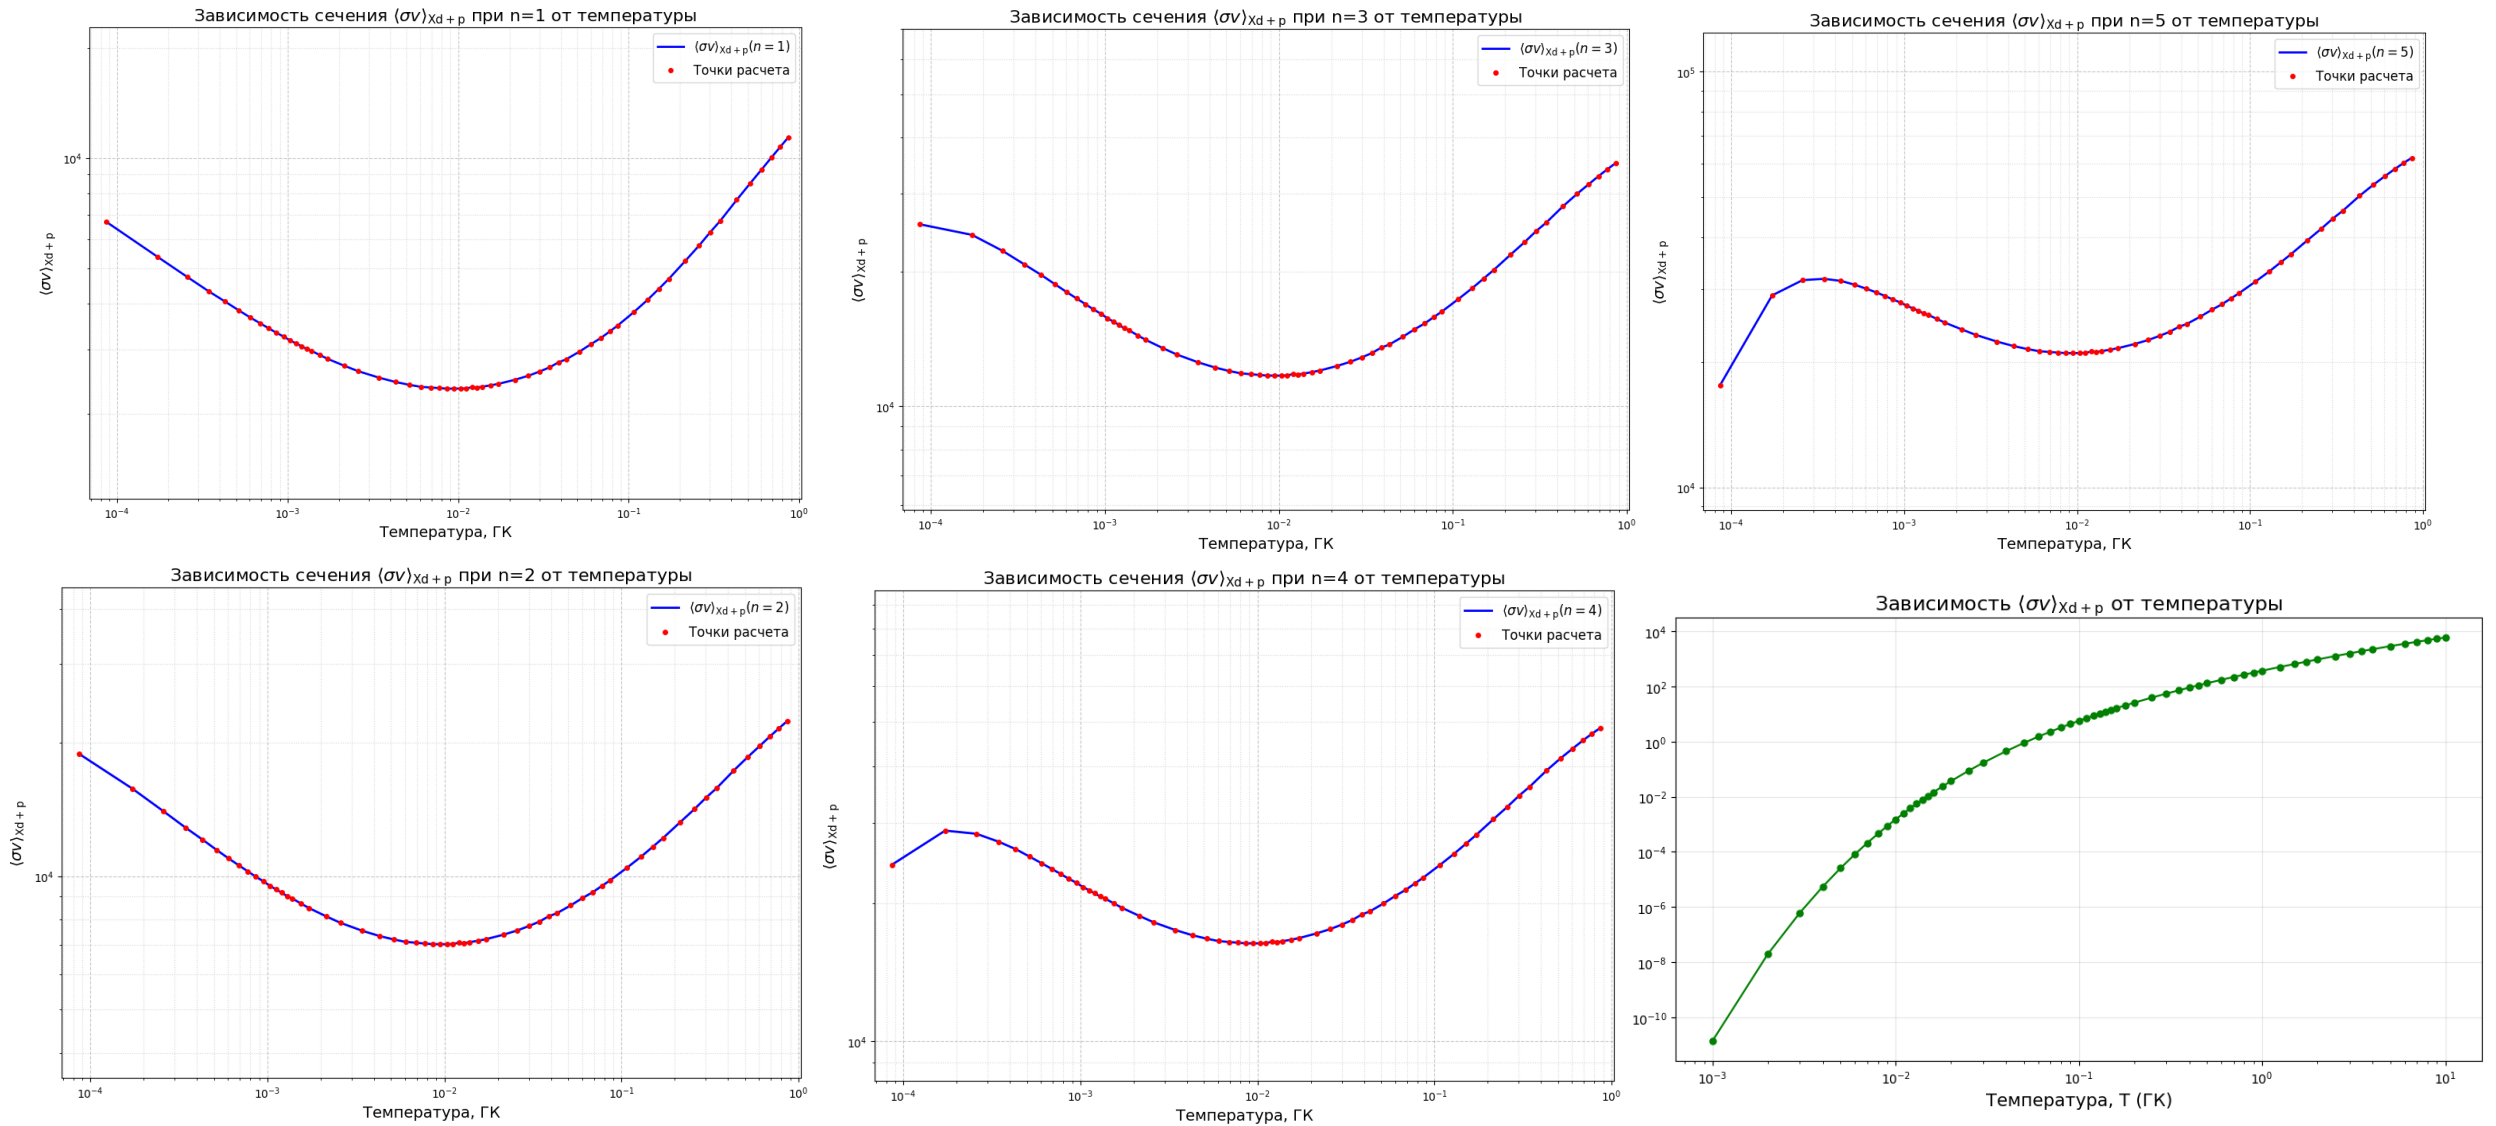 Зависимость сечения ⟨σv⟩Xd+p при n=1 от температуры
⟨σv⟩Xd+p(n = 1)
Точки расчета
10⁴
⟨σv⟩Xd+p
10⁻⁴ 10⁻³ 10⁻² 10⁻¹ 10⁰
Температура, ГК
Зависимость сечения ⟨σv⟩Xd+p при n=3 от температуры
⟨σv⟩Xd+p(n = 3)
Точки расчета
⟨σv⟩Xd+p
10⁴
10⁻⁴ 10⁻³ 10⁻² 10⁻¹ 10⁰
Температура, ГК
Зависимость сечения ⟨σv⟩Xd+p при n=5 от температуры
⟨σv⟩Xd+p(n = 5)
Точки расчета
10⁵
⟨σv⟩Xd+p
10⁴
10⁻⁴ 10⁻³ 10⁻² 10⁻¹ 10⁰
Температура, ГК
Зависимость сечения ⟨σv⟩Xd+p при n=2 от температуры
⟨σv⟩Xd+p(n = 2)
Точки расчета
⟨σv⟩Xd+p
10⁴
10⁻⁴ 10⁻³ 10⁻² 10⁻¹ 10⁰
Температура, ГК
Зависимость сечения ⟨σv⟩Xd+p при n=4 от температуры
⟨σv⟩Xd+p(n = 4)
Точки расчета
⟨σv⟩Xd+p
10⁴
10⁻⁴ 10⁻³ 10⁻² 10⁻¹ 10⁰
Температура, ГК
Зависимость ⟨σv⟩Xd+p от температуры
10⁴
10²
10⁰
10⁻²
10⁻⁴
10⁻⁶
10⁻⁸
10⁻¹⁰
10⁻³ 10⁻² 10⁻¹ 10⁰ 10¹
Температура, T (ГК)